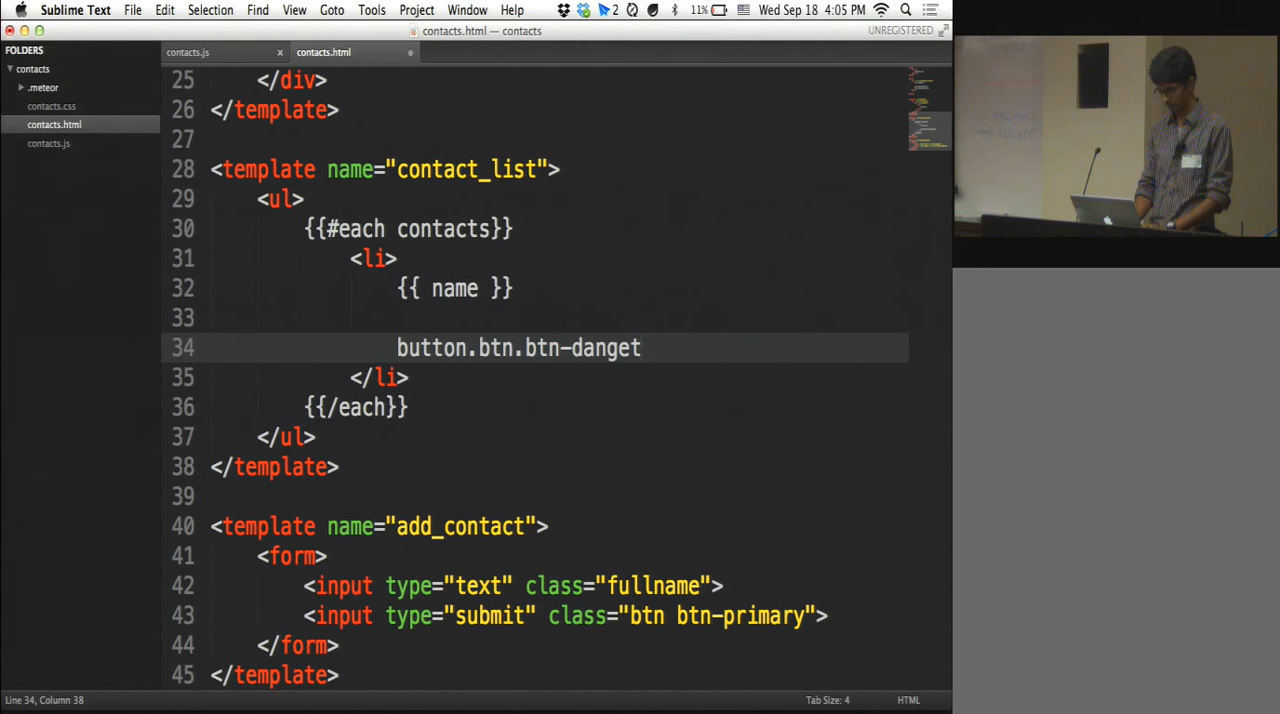 Sublime Text File Edit Selection Find View Goto Tools Project Window Help 2 11% Wed Sep 18 4:05 PM
contacts.html — contacts UNREGISTERED
FOLDERS
contacts
.meteor
contacts.css
contacts.html
contacts.js
contacts.js x contacts.html
25 </div>
26 </template>
27
28 <template name="contact_list">
29 <ul>
30 {{#each contacts}}
31 <li>
32 {{ name }}
33
34 button.btn.btn-danget
35 </li>
36 {{/each}}
37 </ul>
38 </template>
39
40 <template name="add_contact">
41 <form>
42 <input type="text" class="fullname">
43 <input type="submit" class="btn btn-primary">
44 </form>
45 </template>
Line 34, Column 38 Tab Size: 4 HTML